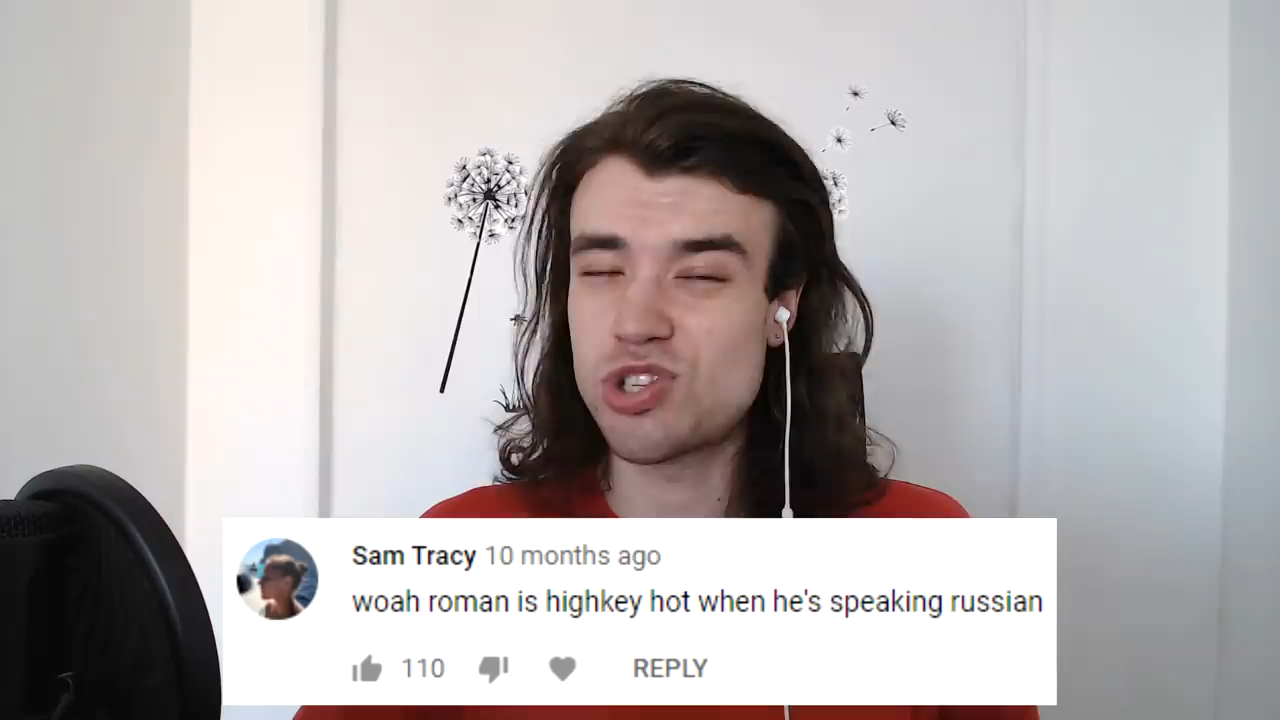 Sam Tracy 10 months ago
woah roman is highkey hot when he's speaking russian
110 REPLY